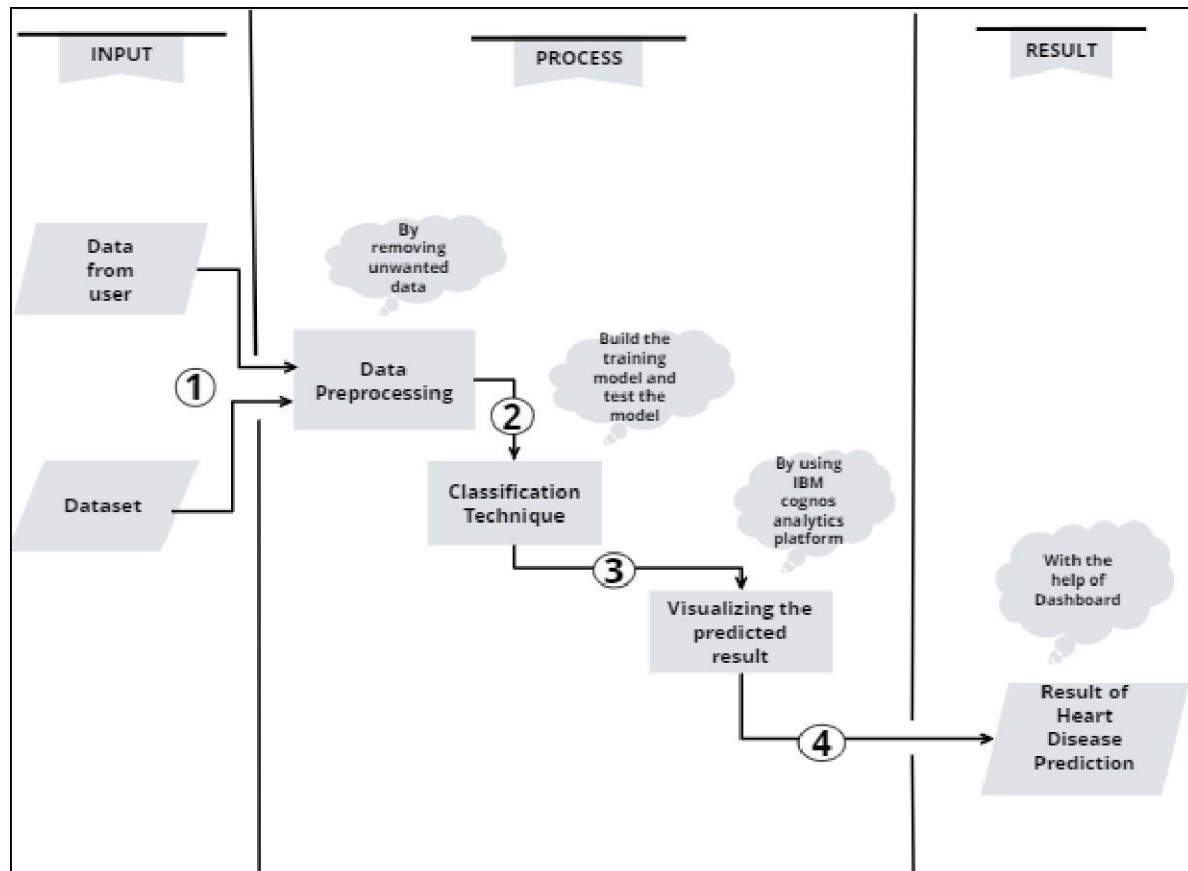 INPUT
PROCESS
RESULT
Data
from
user
By
removing
unwanted
data
1
Data
Preprocessing
Build the
training
model and
test the
model
2
Dataset
Classification
Technique
By using
IBM
cognos
analytics
platform
3
Visualizing the
predicted
result
With the
help of
Dashboard
4
Result of
Heart
Disease
Prediction